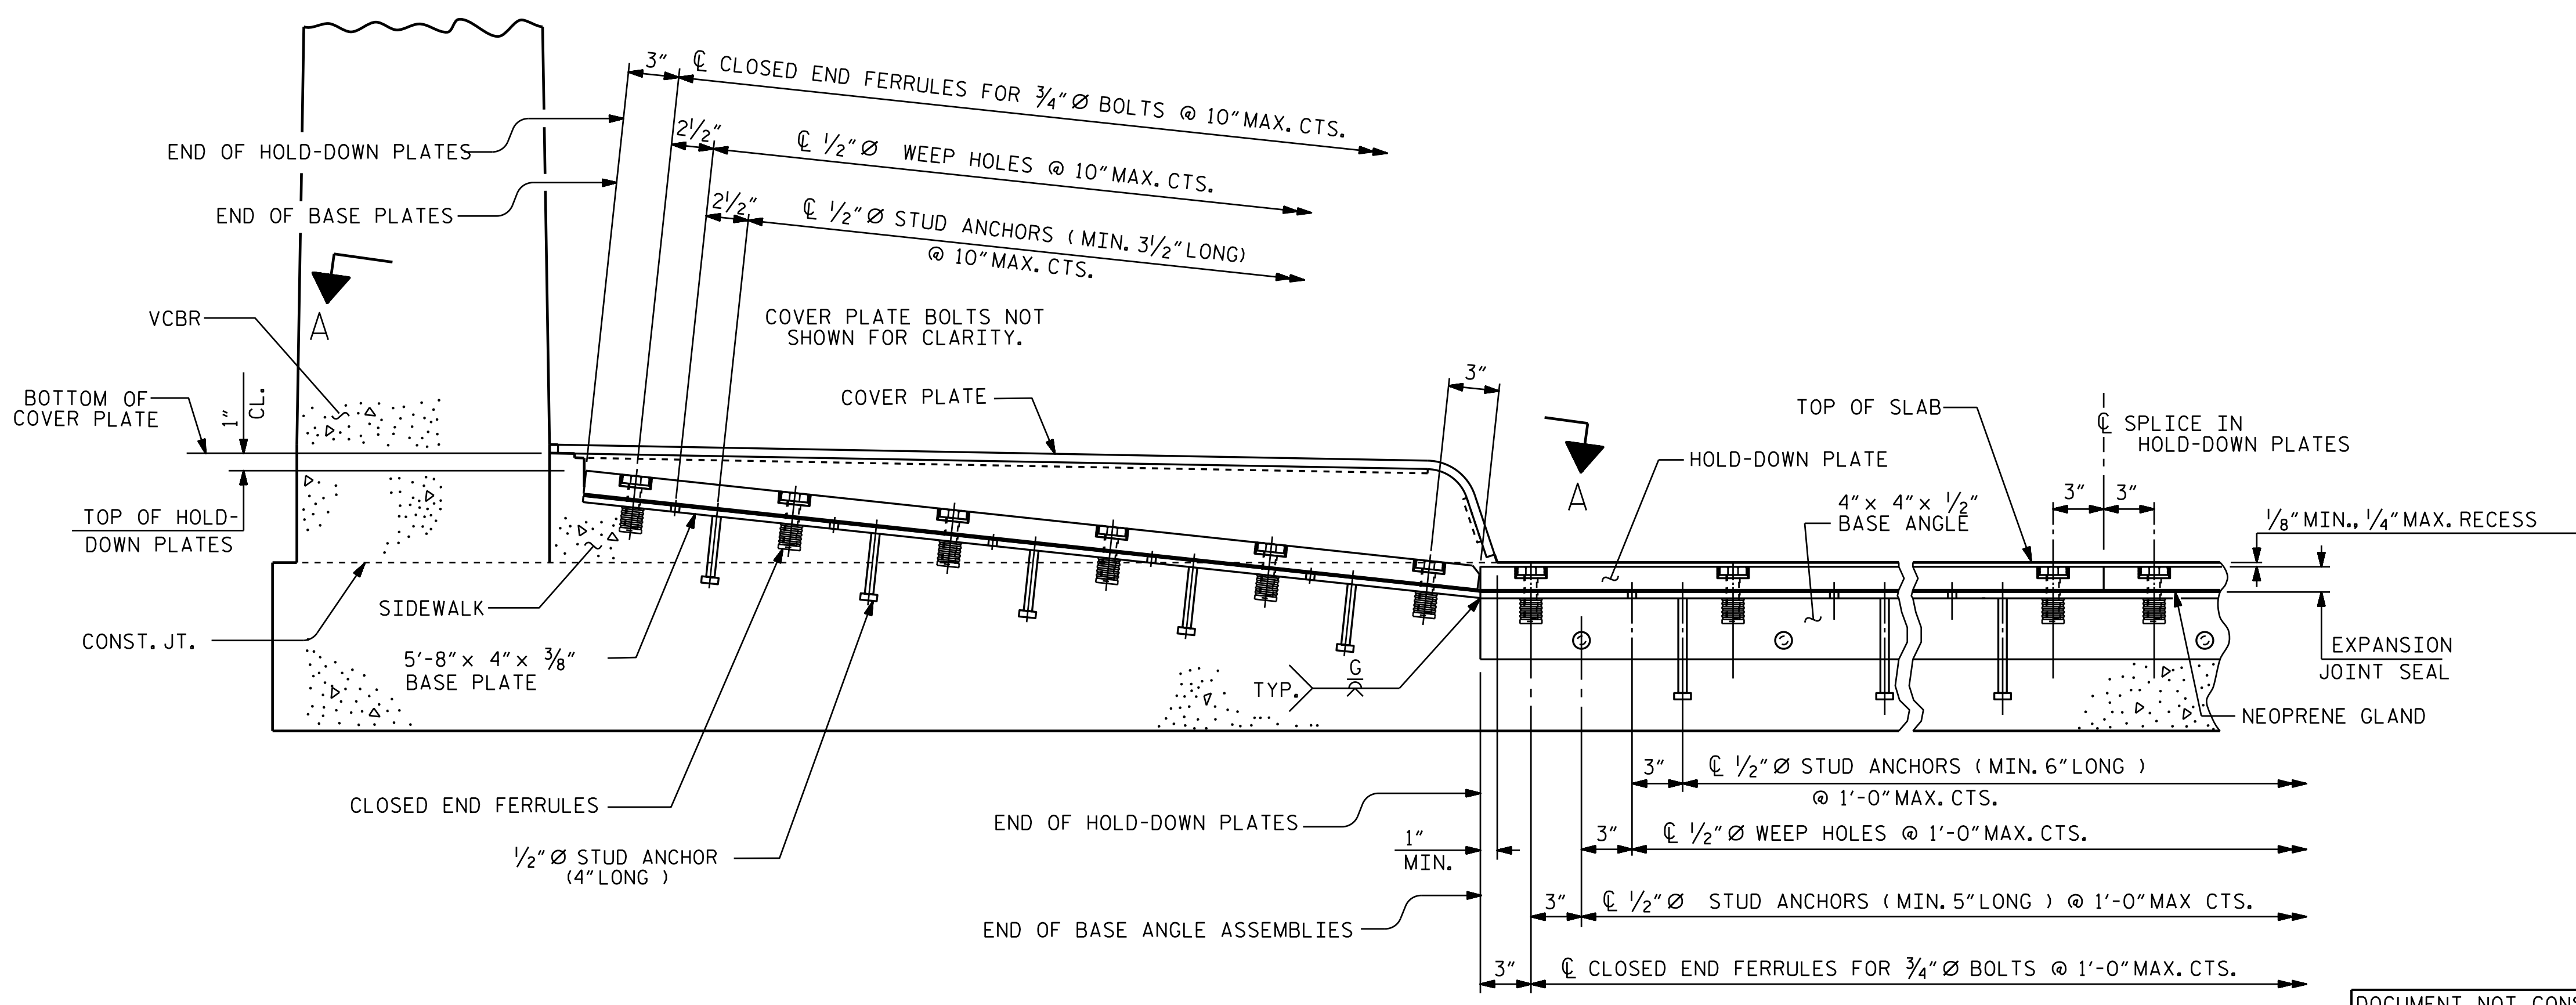 3"
℄ CLOSED END FERRULES FOR ¾"Ø BOLTS @ 10"MAX. CTS.
END OF HOLD-DOWN PLATES
2½"
℄ ½"Ø WEEP HOLES @ 10"MAX. CTS.
END OF BASE PLATES
2½"
℄ ½"Ø STUD ANCHORS (MIN. 3½"LONG)
@ 10"MAX. CTS.
A
VCBR
COVER PLATE BOLTS NOT
SHOWN FOR CLARITY.
BOTTOM OF
COVER PLATE
1"
CL.
COVER PLATE
3"
A
TOP OF SLAB
℄ SPLICE IN
HOLD-DOWN PLATES
HOLD-DOWN PLATE
3"
3"
4" x 4" x ½"
BASE ANGLE
⅛"MIN., ¼"MAX. RECESS
TOP OF HOLD-
DOWN PLATES
SIDEWALK
CONST. JT.
5'-8" x 4" x ⅜"
BASE PLATE
TYP.
G
EXPANSION
JOINT SEAL
NEOPRENE GLAND
3"
℄ ½"Ø STUD ANCHORS (MIN. 6"LONG )
@ 1'-0"MAX. CTS.
CLOSED END FERRULES
END OF HOLD-DOWN PLATES
1"
MIN.
3"
℄ ½"Ø WEEP HOLES @ 1'-0"MAX. CTS.
½"Ø STUD ANCHOR
(4"LONG )
3"
℄ ½"Ø STUD ANCHORS (MIN. 5"LONG ) @ 1'-0"MAX CTS.
END OF BASE ANGLE ASSEMBLIES
3"
℄ CLOSED END FERRULES FOR ¾"Ø BOLTS @ 1'-0"MAX. CTS.
DOCUMENT NOT CONS